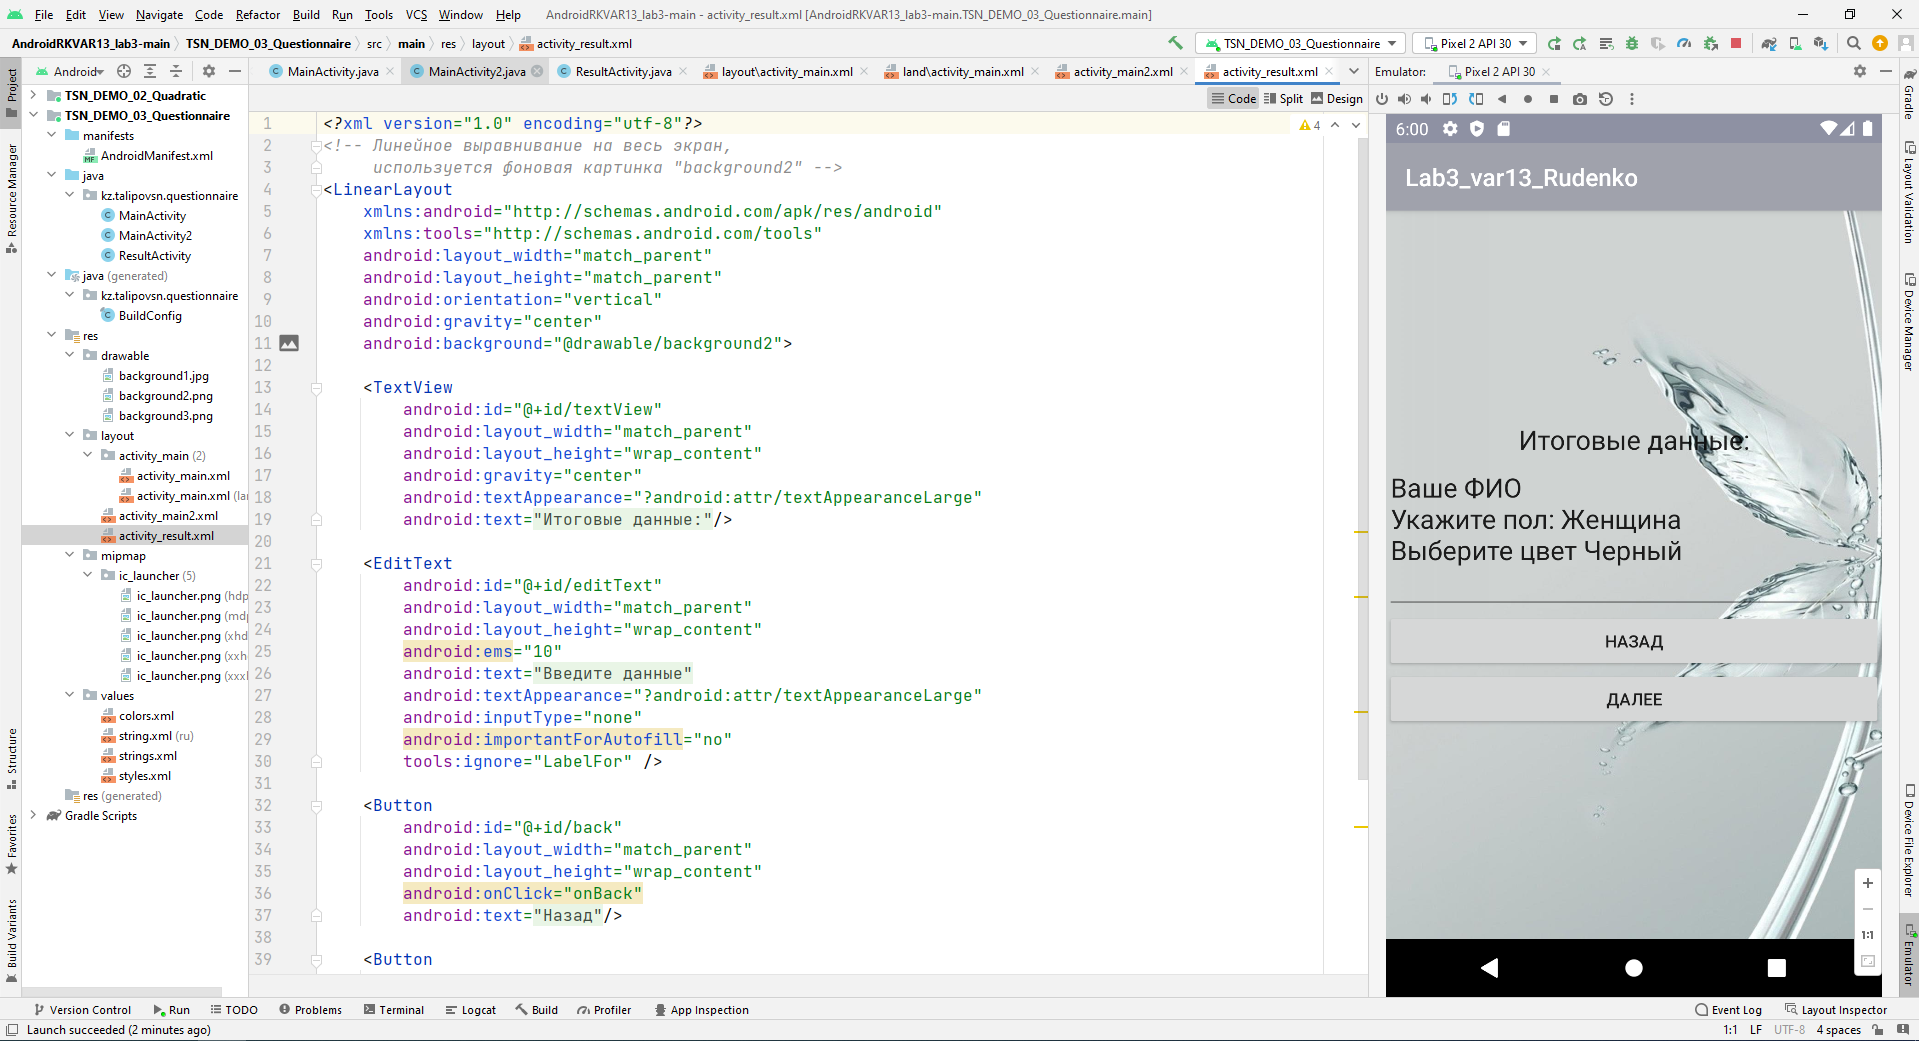 File Edit View Navigate Code Refactor Build Run Tools VCS Window Help AndroidRKVAR13_lab3-main - activity_result.xml [AndroidRKVAR13_lab3-main.TSN_DEMO_03_Questionnaire.main]
AndroidRKVAR13_lab3-main TSN_DEMO_03_Questionnaire src main res layout activity_result.xml TSN_DEMO_03_Questionnaire Pixel 2 API 30
Android MainActivity.java MainActivity2.java ResultActivity.java layout\activity_main.xml land\activity_main.xml activity_main2.xml activity_result.xml Emulator: Pixel 2 API 30
Code Split Design
Project
Resource Manager
Structure
Favorites
Build Variants
TSN_DEMO_02_Quadratic
TSN_DEMO_03_Questionnaire
manifests
AndroidManifest.xml
java
kz.talipovsn.questionnaire
MainActivity
MainActivity2
ResultActivity
java (generated)
kz.talipovsn.questionnaire
BuildConfig
res
drawable
background1.jpg
background2.png
background3.png
layout
activity_main (2)
activity_main.xml
activity_main.xml (la
activity_main2.xml
activity_result.xml
mipmap
ic_launcher (5)
ic_launcher.png (hdp
ic_launcher.png (mdp
ic_launcher.png (xhd
ic_launcher.png (xxh
ic_launcher.png (xxx
values
colors.xml
string.xml (ru)
strings.xml
styles.xml
res (generated)
Gradle Scripts
4
1 <?xml version="1.0" encoding="utf-8"?>
2 <!-- Линейное выравнивание на весь экран,
3 используется фоновая картинка "background2" -->
4 <LinearLayout
5 xmlns:android="http://schemas.android.com/apk/res/android"
6 xmlns:tools="http://schemas.android.com/tools"
7 android:layout_width="match_parent"
8 android:layout_height="match_parent"
9 android:orientation="vertical"
10 android:gravity="center"
11 android:background="@drawable/background2">
12
13 <TextView
14 android:id="@+id/textView"
15 android:layout_width="match_parent"
16 android:layout_height="wrap_content"
17 android:gravity="center"
18 android:textAppearance="?android:attr/textAppearanceLarge"
19 android:text="Итоговые данные:"/>
20
21 <EditText
22 android:id="@+id/editText"
23 android:layout_width="match_parent"
24 android:layout_height="wrap_content"
25 android:ems="10"
26 android:text="Введите данные"
27 android:textAppearance="?android:attr/textAppearanceLarge"
28 android:inputType="none"
29 android:importantForAutofill="no"
30 tools:ignore="LabelFor" />
31
32 <Button
33 android:id="@+id/back"
34 android:layout_width="match_parent"
35 android:layout_height="wrap_content"
36 android:onClick="onBack"
37 android:text="Назад"/>
38
39 <Button
6:00
Lab3_var13_Rudenko
Итоговые данные:
Ваше ФИО
Укажите пол: Женщина
Выберите цвет Черный
НАЗАД
ДАЛЕЕ
1:1
Gradle
Layout Validation
Device Manager
Device File Explorer
Emulator
Version Control Run TODO Problems Terminal Logcat Build Profiler App Inspection Event Log Layout Inspector
Launch succeeded (2 minutes ago) 1:1 LF UTF-8 4 spaces